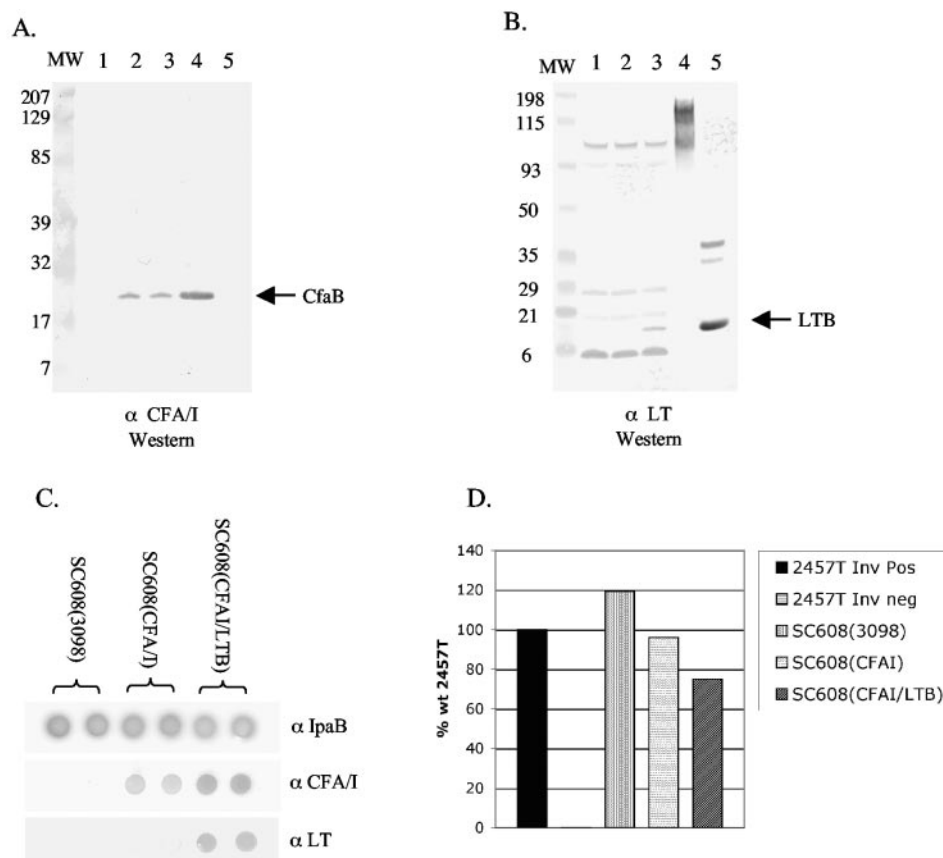 A.
MW 1 2 3 4 5
207
129
85
39
32
17
7
CfaB
α CFA/I
Western
B.
MW 1 2 3 4 5
198
115
93
50
35
29
21
6
LTB
α LT
Western
C.
SC608(3098)
SC608(CFA/I)
SC608(CFAI/LTB)
α IpaB
α CFA/I
α LT
D.
% wt 2457T
140
120
100
80
60
40
20
0
2457T Inv Pos
2457T Inv neg
SC608(3098)
SC608(CFAI)
SC608(CFAI/LTB)